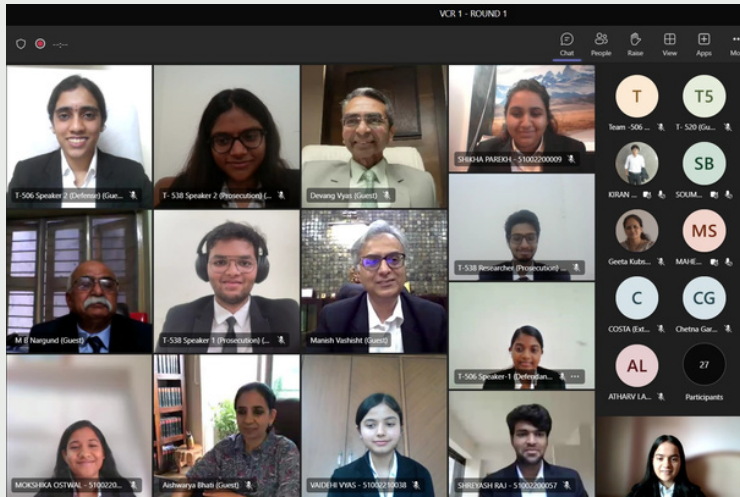 VCR 1 - ROUND 1
--:--
Chat
People
Raise
View
Apps
Mo
T-506 Speaker 2 (Defense) (Gue...
T- 538 Speaker 2 (Prosecution) (...
Devang Vyas (Guest)
SHIKHA PAREKH - 51002200009
T
Team -506 ...
T5
T- 520 (Gu...
KIRAN ...
SB
SOUM...
M B Nargund (Guest)
T-538 Speaker 1 (Prosecution) (...
Manish Vashisht (Guest)
T-538 Researcher (Prosecution) ...
Geeta Kubs...
MS
MAHE...
T-506 Speaker-1 (Defendan...
C
COSTA (Ext...
CG
Chetna Gar...
AL
ATHARV LA...
27
Participants
MOKSHIKA OSTWAL - 5100220...
Aishwarya Bhati (Guest)
VAIDEHI VYAS - 51002210038
SHREYASH RAJ - 51002200057